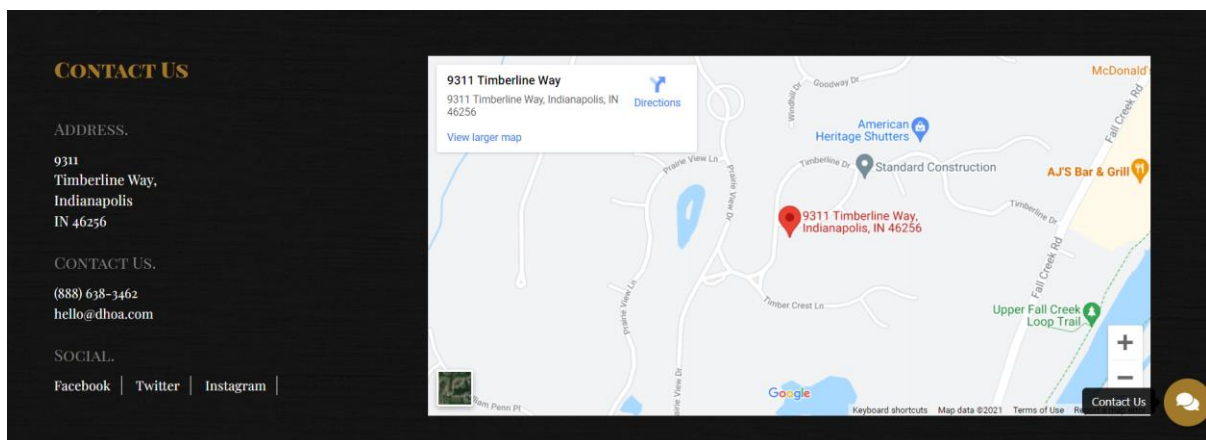 CONTACT US
ADDRESS.
9311
Timberline Way,
Indianapolis
IN 46256
CONTACT US.
(888) 638-3462
hello@dhoa.com
SOCIAL.
Facebook | Twitter | Instagram |
9311 Timberline Way
9311 Timberline Way, Indianapolis, IN
46256
Directions
View larger map
McDonald's
Goodway Dr
Windhill Dr
Fall Creek Rd
American
Heritage Shutters
Prairie View Ln
Timberline Dr
Standard Construction
AJ'S Bar & Grill
Prairie View Dr
9311 Timberline Way,
Indianapolis, IN 46256
Timberline Dr
Fall Creek Rd
Prairie View Ln
Timber Crest Ln
Upper Fall Creek
Loop Trail
Prairie View Dr
Penn Pl
Google
Keyboard shortcuts
Map data ©2021
Terms of Use
Contact Us